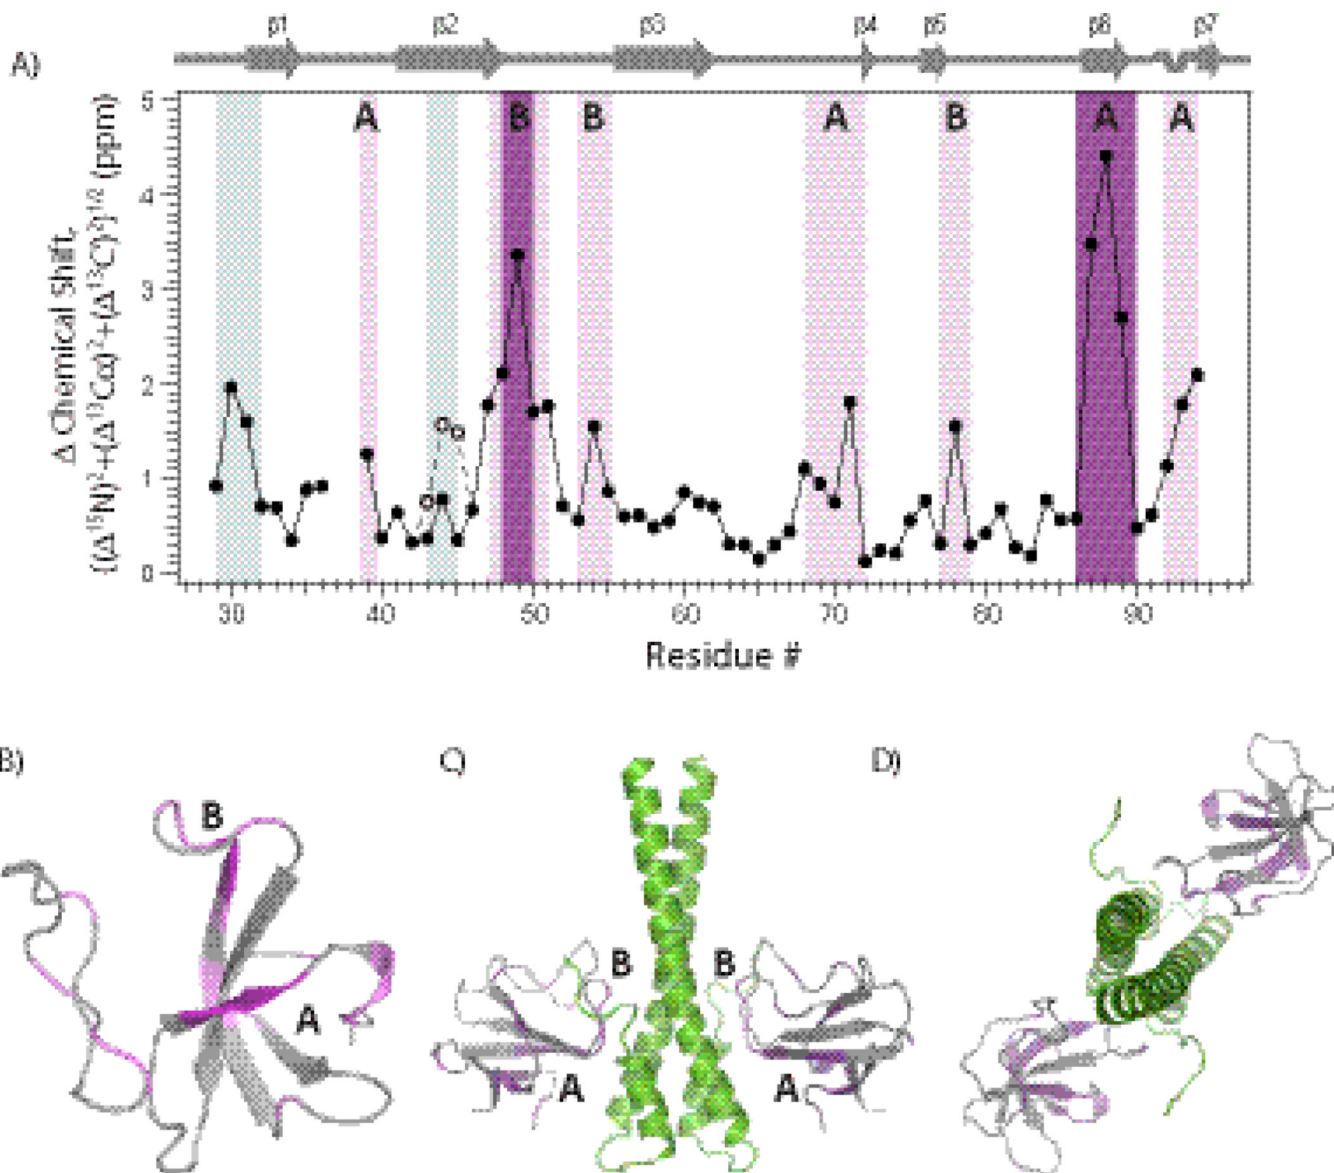 β1 β2 β3 β4 β5 β6 β7
A)
A B B A B A A
5
4
3
2
1
0
Δ Chemical Shift,
((Δ¹⁵N)²+(Δ¹³Cα)²+(Δ¹³C')²)¹/² (ppm)
30 40 50 60 70 80 90
Residue #
B) C) D)
B
A
B B
A A